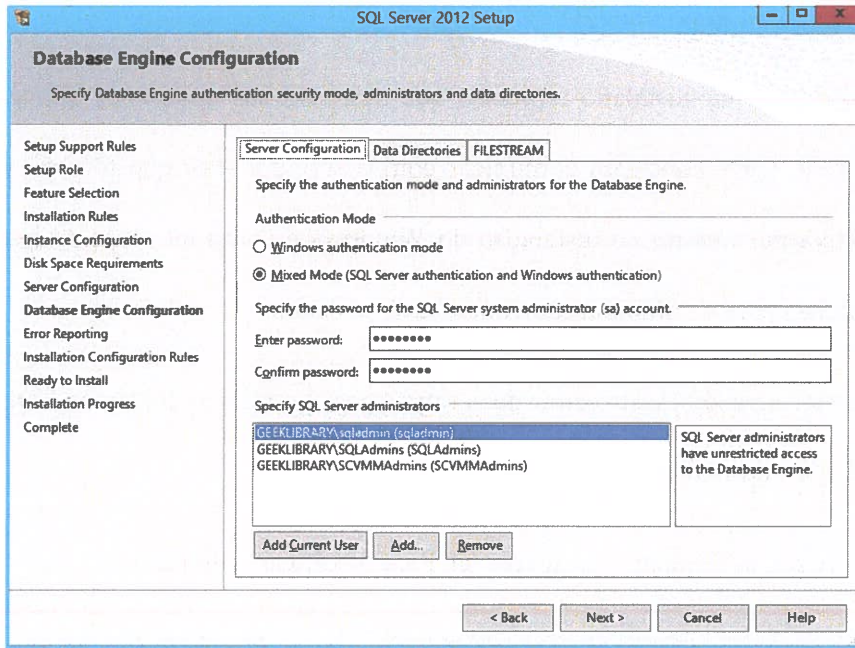 SQL Server 2012 Setup
Database Engine Configuration
Specify Database Engine authentication security mode, administrators and data directories.
Setup Support Rules
Setup Role
Feature Selection
Installation Rules
Instance Configuration
Disk Space Requirements
Server Configuration
Database Engine Configuration
Error Reporting
Installation Configuration Rules
Ready to Install
Installation Progress
Complete
Server Configuration Data Directories FILESTREAM
Specify the authentication mode and administrators for the Database Engine.
Authentication Mode
Windows authentication mode
Mixed Mode (SQL Server authentication and Windows authentication)
Specify the password for the SQL Server system administrator (sa) account.
Enter password: ●●●●●●●●
Confirm password: ●●●●●●●●
Specify SQL Server administrators
GEEKLIBRARY\sqladmin (sqladmin)
GEEKLIBRARY\SQLAdmins (SQLAdmins)
GEEKLIBRARY\SCVMMAdmins (SCVMMAdmins)
SQL Server administrators
have unrestricted access
to the Database Engine.
Add Current User Add... Remove
< Back Next > Cancel Help